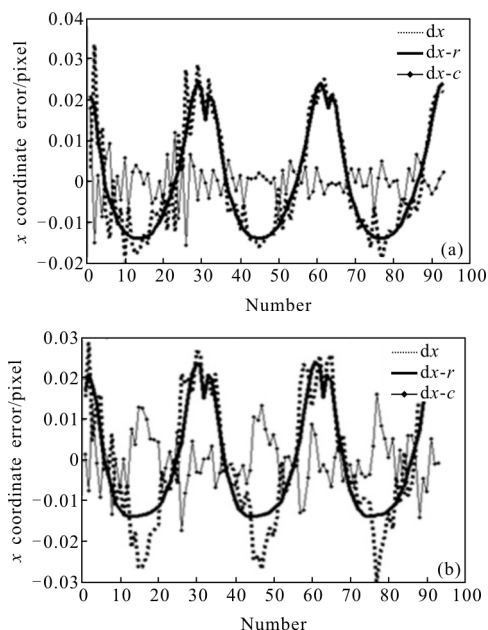 0.04
0.03
0.02
0.01
0
−0.01
−0.02
x coordinate error/pixel
dx
dx-r
dx-c
(a)
0 10 20 30 40 50 60 70 80 90 100
Number
0.03
0.02
0.01
0
−0.01
−0.02
−0.03
x coordinate error/pixel
dx
dx-r
dx-c
(b)
0 10 20 30 40 50 60 70 80 90 100
Number